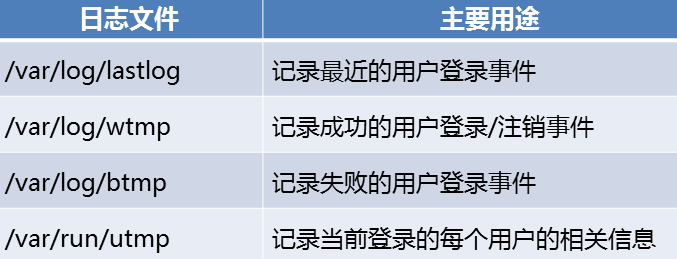 日志文件 主要用途
/var/log/lastlog 记录最近的用户登录事件
/var/log/wtmp 记录成功的用户登录/注销事件
/var/log/btmp 记录失败的用户登录事件
/var/run/utmp 记录当前登录的每个用户的相关信息